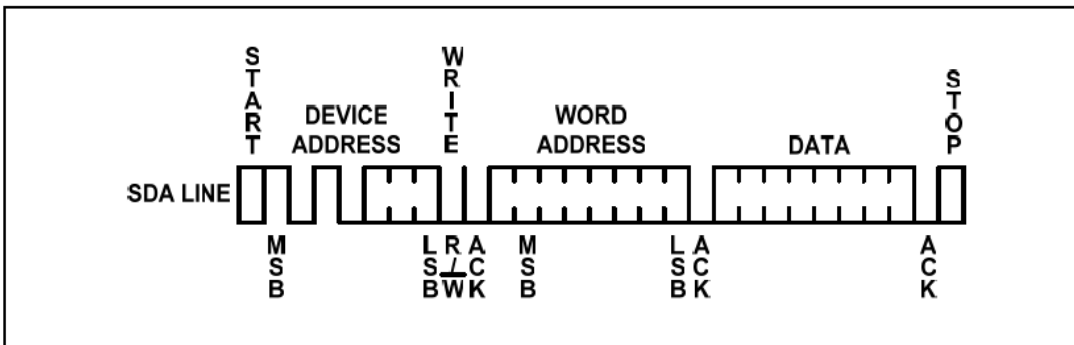 START
WRITE
STOP
DEVICE
ADDRESS
WORD
ADDRESS
DATA
SDA LINE
MSB
LSB
R/W
ACK
MSB
LSB
ACK
ACK